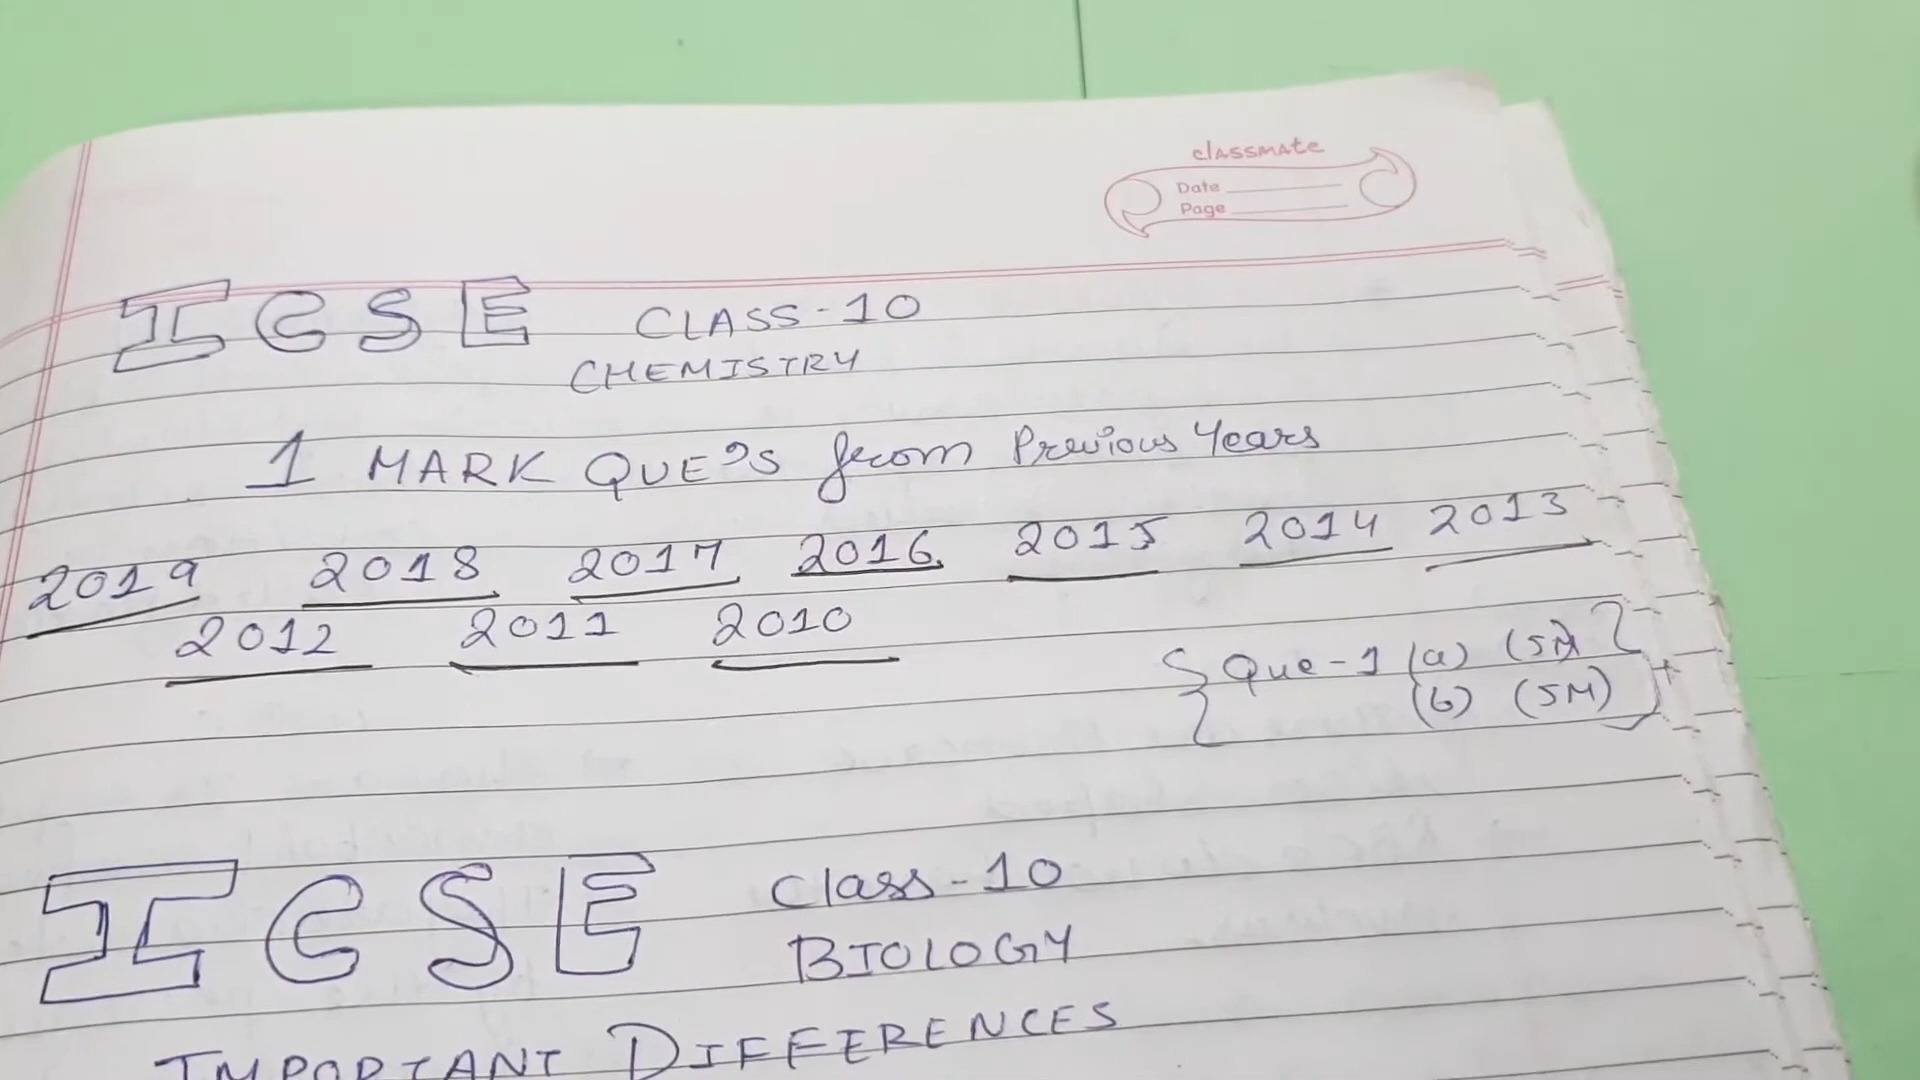 classmate
Date
Page
ICSE CLASS-10
CHEMISTRY
1 MARK QUE's from Previous Years
2019 2018 2017 2016 2015 2014 2013
2012 2011 2010
Que-1 (a) (5M)
(b) (5M)
ICSE Class-10
BIOLOGY
IMPORTANT DIFFERENCES